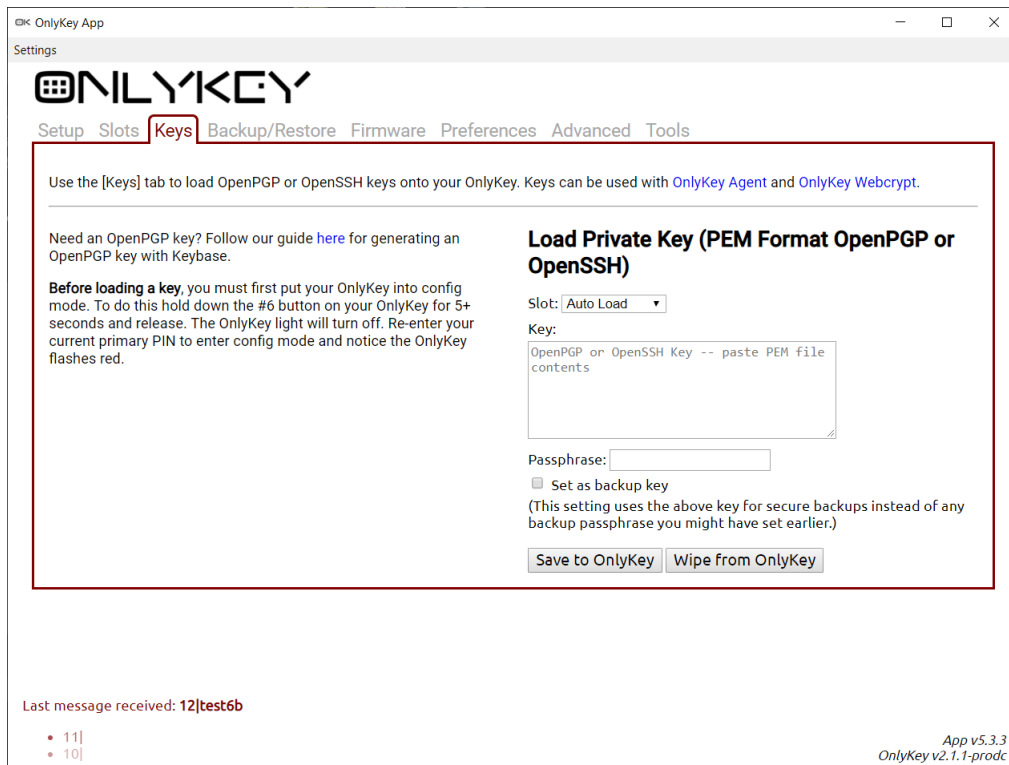 OnlyKey App
Settings
ONLYKEY
Setup Slots Keys Backup/Restore Firmware Preferences Advanced Tools
Use the [Keys] tab to load OpenPGP or OpenSSH keys onto your OnlyKey. Keys can be used with OnlyKey Agent and OnlyKey Webcrypt.
Need an OpenPGP key? Follow our guide here for generating an
OpenPGP key with Keybase.
Before loading a key, you must first put your OnlyKey into config
mode. To do this hold down the #6 button on your OnlyKey for 5+
seconds and release. The OnlyKey light will turn off. Re-enter your
current primary PIN to enter config mode and notice the OnlyKey
flashes red.
Load Private Key (PEM Format OpenPGP or
OpenSSH)
Slot: Auto Load
Key:
OpenPGP or OpenSSH Key -- paste PEM file
contents
Passphrase:
Set as backup key
(This setting uses the above key for secure backups instead of any
backup passphrase you might have set earlier.)
Save to OnlyKey Wipe from OnlyKey
Last message received: 12|test6b
11|
10|
App v5.3.3
OnlyKey v2.1.1-prodc